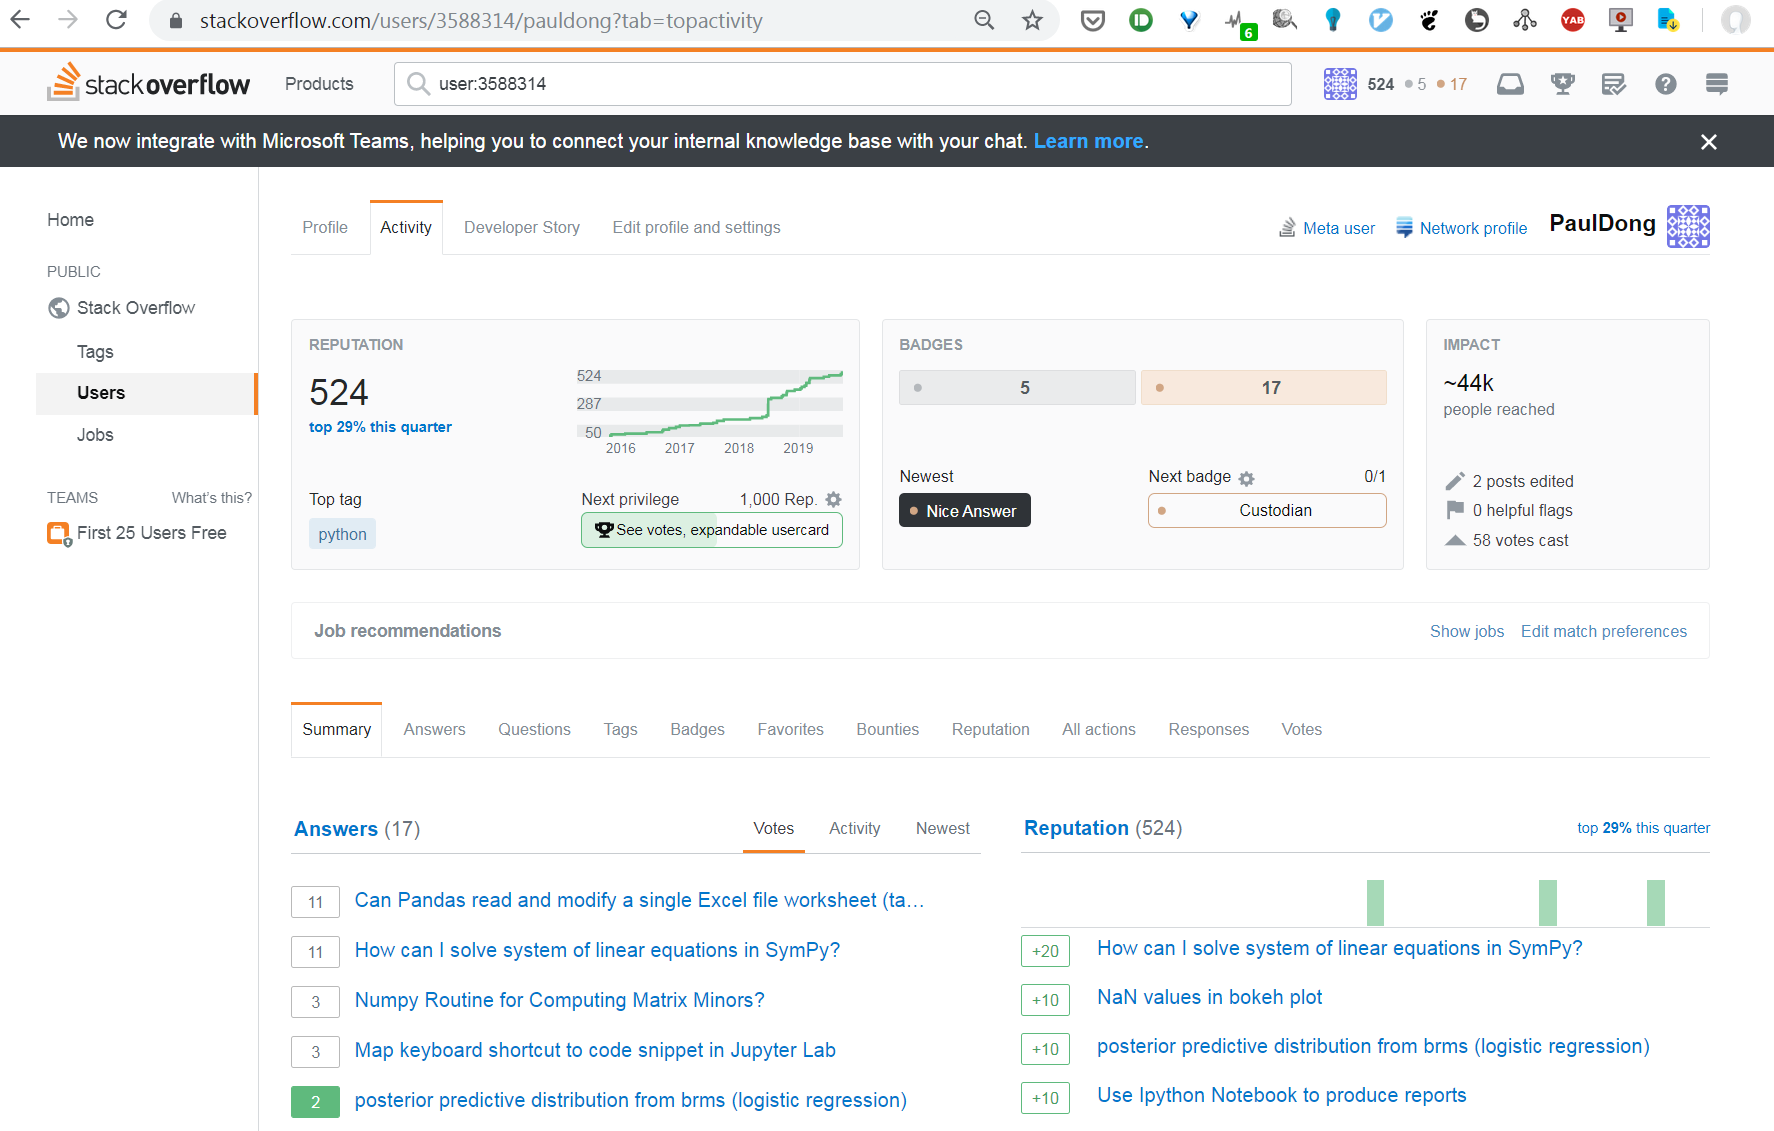 stackoverflow.com/users/3588314/pauldong?tab=topactivity
6
YAB
stackoverflow
Products
user:3588314
524 5 17
We now integrate with Microsoft Teams, helping you to connect your internal knowledge base with your chat. Learn more.
Home
PUBLIC
Stack Overflow
Tags
Users
Jobs
TEAMS What's this?
First 25 Users Free
Profile Activity Developer Story Edit profile and settings
Meta user Network profile PaulDong
REPUTATION
524
top 29% this quarter
524
287
50
2016 2017 2018 2019
Top tag
python
Next privilege 1,000 Rep.
See votes, expandable usercard
BADGES
5 17
Newest
Nice Answer
Next badge 0/1
Custodian
IMPACT
~44k
people reached
2 posts edited
0 helpful flags
58 votes cast
Job recommendations Show jobs Edit match preferences
Summary Answers Questions Tags Badges Favorites Bounties Reputation All actions Responses Votes
Answers (17) Votes Activity Newest
11 Can Pandas read and modify a single Excel file worksheet (ta…
11 How can I solve system of linear equations in SymPy?
3 Numpy Routine for Computing Matrix Minors?
3 Map keyboard shortcut to code snippet in Jupyter Lab
2 posterior predictive distribution from brms (logistic regression)
Reputation (524) top 29% this quarter
+20 How can I solve system of linear equations in SymPy?
+10 NaN values in bokeh plot
+10 posterior predictive distribution from brms (logistic regression)
+10 Use Ipython Notebook to produce reports